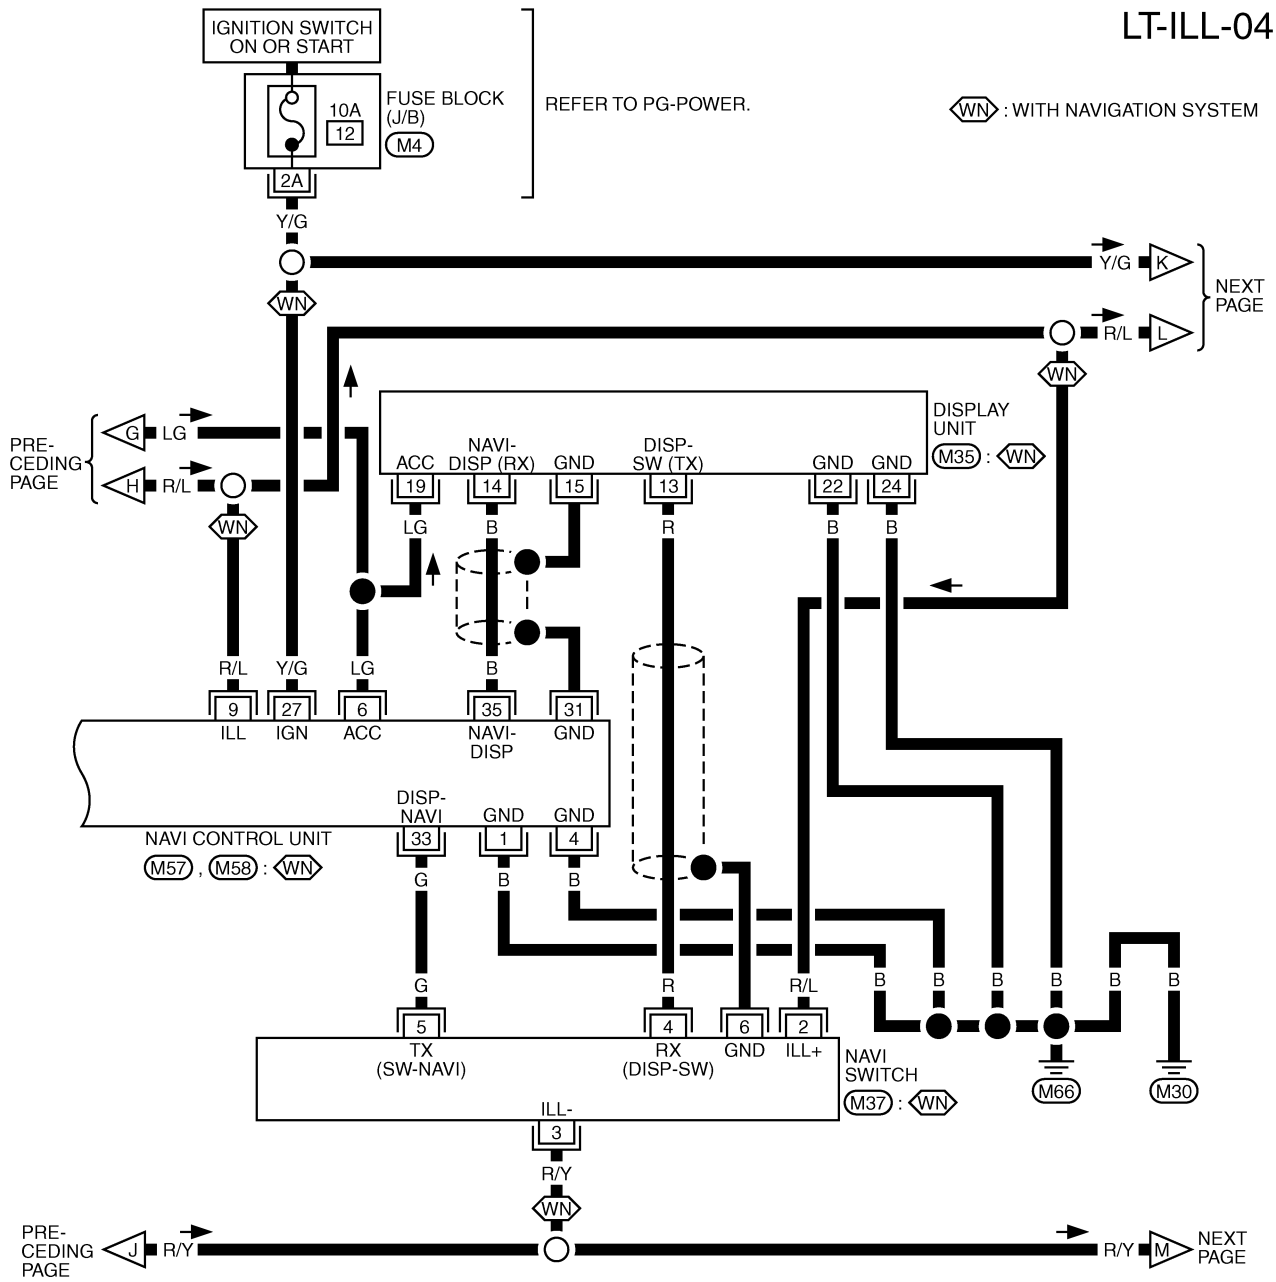 LT-ILL-04
IGNITION SWITCH
ON OR START
10A
12
FUSE BLOCK
(J/B)
M4
REFER TO PG-POWER.
WN : WITH NAVIGATION SYSTEM
2A
Y/G
WN
Y/G
K
R/L
L
NEXT
PAGE
WN
PRE-
CEDING
PAGE
G
LG
H
R/L
WN
DISPLAY
UNIT
M35 : WN
ACC
NAVI-
DISP (RX)
GND
DISP-
SW (TX)
GND
GND
19
14
15
13
22
24
LG
B
R
B
B
R/L
Y/G
LG
B
9
27
6
35
31
ILL
IGN
ACC
NAVI-
DISP
GND
DISP-
NAVI
GND
GND
NAVI CONTROL UNIT
M57 , M58 : WN
33
1
4
G
B
B
G
R
R/L
B
B
B
B
B
B
5
4
6
2
TX
(SW-NAVI)
RX
(DISP-SW)
GND
ILL+
NAVI
SWITCH
M37 : WN
M66
M30
ILL-
3
R/Y
WN
PRE-
CEDING
PAGE
J
R/Y
R/Y
M
NEXT
PAGE